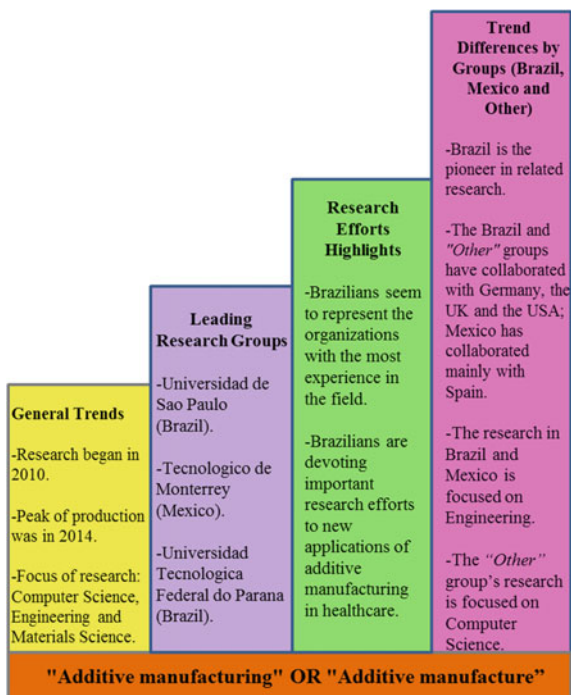 General Trends
-Research began in
2010.
-Peak of production
was in 2014.
-Focus of research:
Computer Science,
Engineering and
Materials Science.
Leading
Research Groups
-Universidad de
Sao Paulo
(Brazil).
-Tecnologico de
Monterrey
(Mexico).
-Universidad
Tecnologica
Federal do Parana
(Brazil).
Research
Efforts
Highlights
-Brazilians seem
to represent the
organizations
with the most
experience in
the field.
-Brazilians are
devoting
important
research efforts
to new
applications of
additive
manufacturing
in healthcare.
Trend
Differences by
Groups (Brazil,
Mexico and
Other)
-Brazil is the
pioneer in related
research.
-The Brazil and
"Other" groups
have collaborated
with Germany, the
UK and the USA;
Mexico has
collaborated
mainly with
Spain.
-The research in
Brazil and
Mexico is
focused on
Engineering.
-The “Other”
group’s research
is focused on
Computer
Science.
"Additive manufacturing" OR "Additive manufacture”